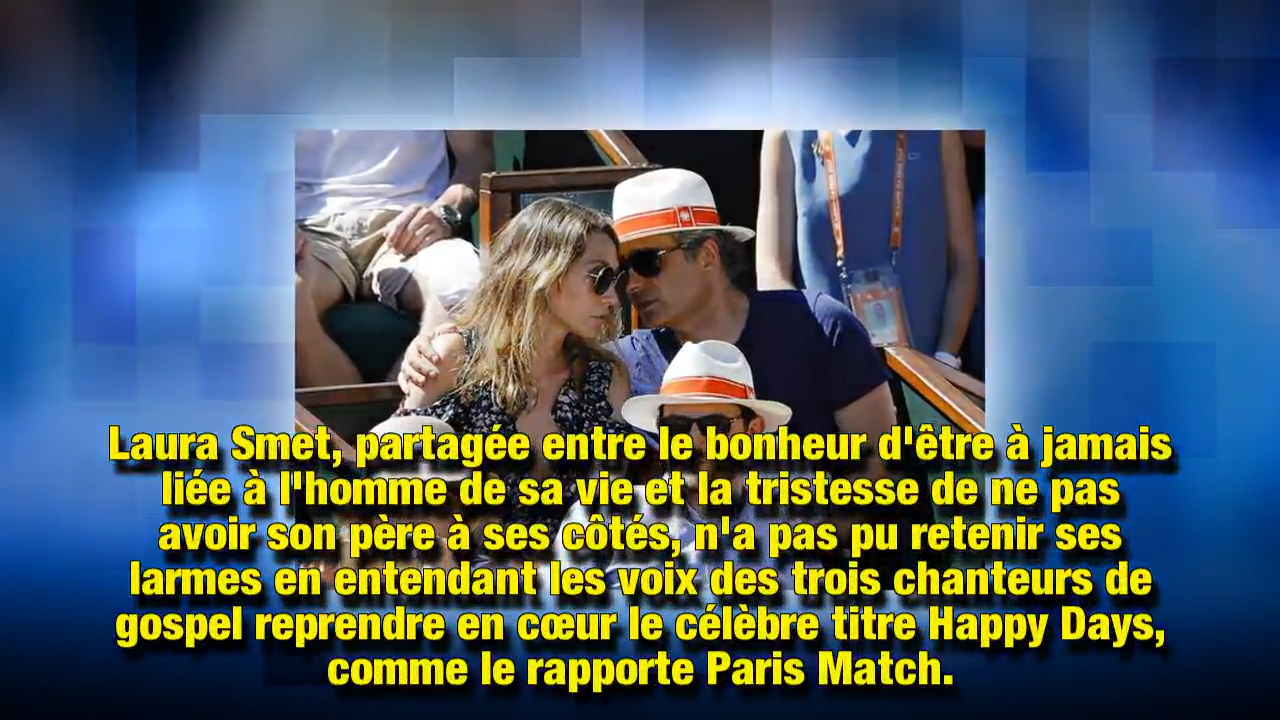 Laura Smet, partagée entre le bonheur d'être à jamais
liée à l'homme de sa vie et la tristesse de ne pas
avoir son père à ses côtés, n'a pas pu retenir ses
larmes en entendant les voix des trois chanteurs de
gospel reprendre en cœur le célèbre titre Happy Days,
comme le rapporte Paris Match.